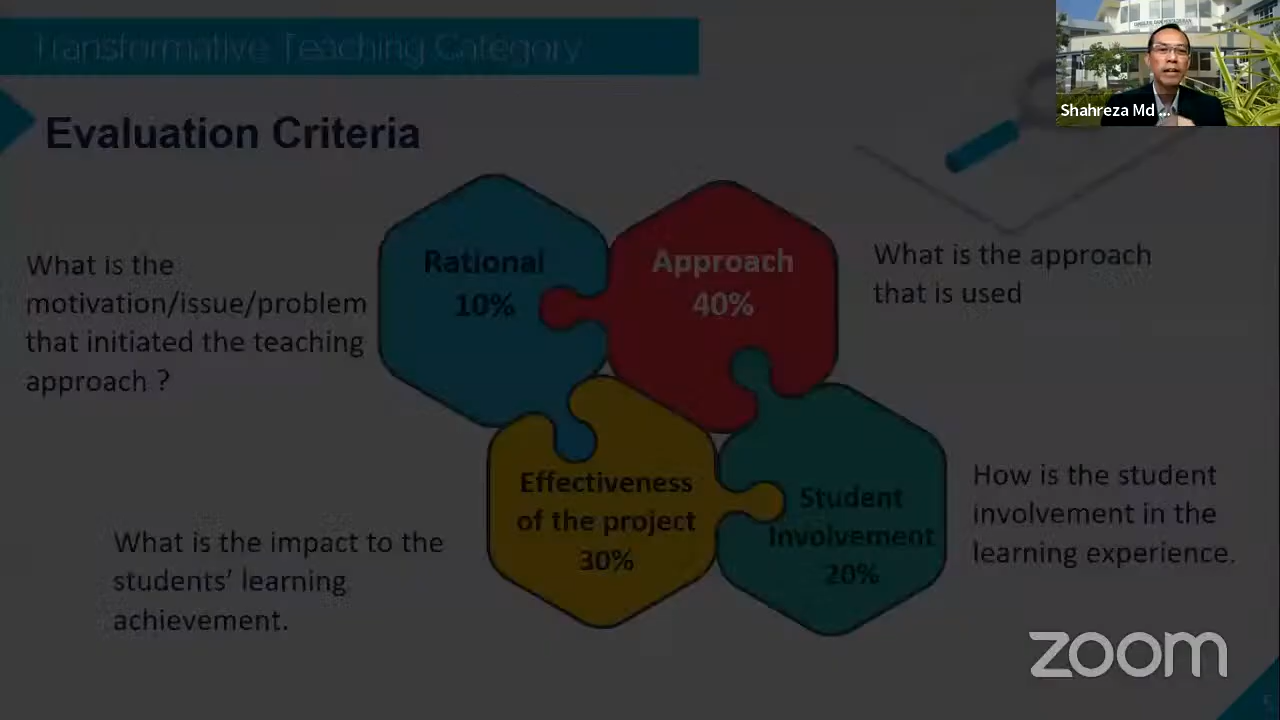 Transformative Teaching Category
Evaluation Criteria
Shahreza Md ...
What is the
motivation/issue/problem
that initiated the teaching
approach ?
Rational
10%
Approach
40%
What is the approach
that is used
Effectiveness
of the project
30%
Student
Involvement
20%
How is the student
involvement in the
learning experience.
What is the impact to the
students’ learning
achievement.
zoom